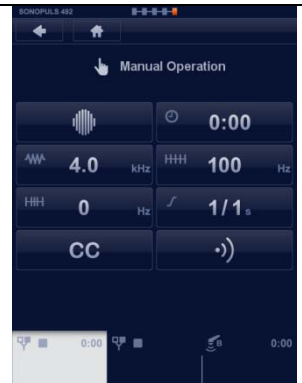 SONOPULS 492
Manual Operation
0:00
4.0 kHz 100 Hz
0 Hz 1/1 s
CC
0:00 B 0:00